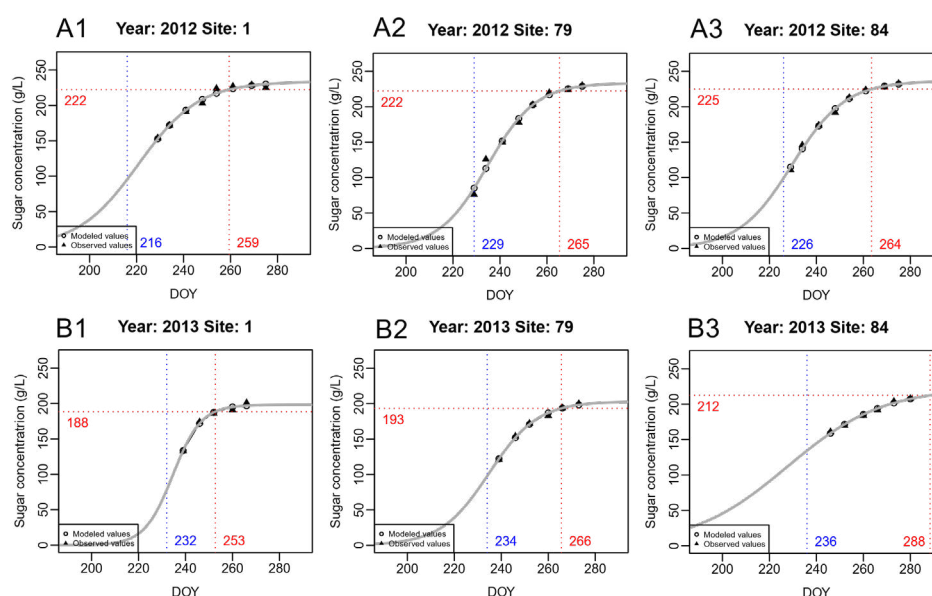 A1 Year: 2012 Site: 1
Sugar concentratrion (g/L)
250
200
150
100
50
0
222
Modeled values
Observed values
216
259
200 220 240 260 280
DOY
A2 Year: 2012 Site: 79
Sugar concentratrion (g/L)
250
200
150
100
50
0
222
Modeled values
Observed values
229
265
200 220 240 260 280
DOY
A3 Year: 2012 Site: 84
Sugar concentratrion (g/L)
250
200
150
100
50
0
225
Modeled values
Observed values
226
264
200 220 240 260 280
DOY
B1 Year: 2013 Site: 1
Sugar concentratrion (g/L)
250
200
150
100
50
0
188
Modeled values
Observed values
232
253
200 220 240 260 280
DOY
B2 Year: 2013 Site: 79
Sugar concentratrion (g/L)
250
200
150
100
50
0
193
Modeled values
Observed values
234
266
200 220 240 260 280
DOY
B3 Year: 2013 Site: 84
Sugar concentratrion (g/L)
250
200
150
100
50
0
212
Modeled values
Observed values
236
288
200 220 240 260 280
DOY